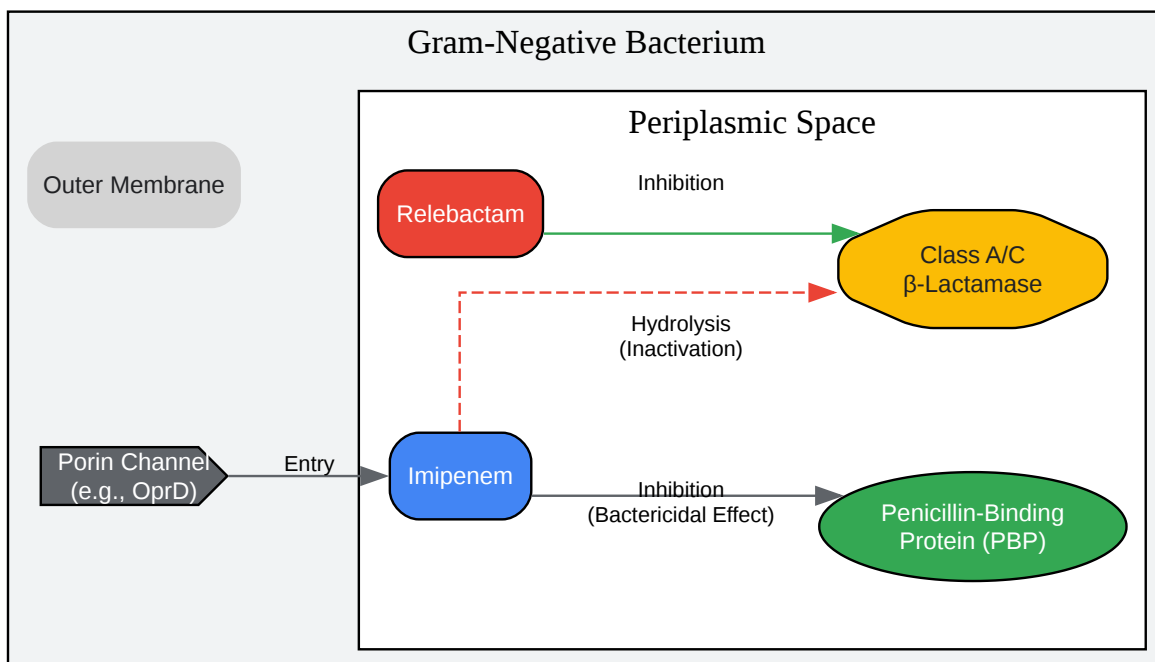 Gram-Negative Bacterium
Periplasmic Space
Outer Membrane
Relebactam
Inhibition
Class A/C
β-Lactamase
Hydrolysis
(Inactivation)
Porin Channel
(e.g., OprD)
Entry
Imipenem
Inhibition
(Bactericidal Effect)
Penicillin-Binding
Protein (PBP)